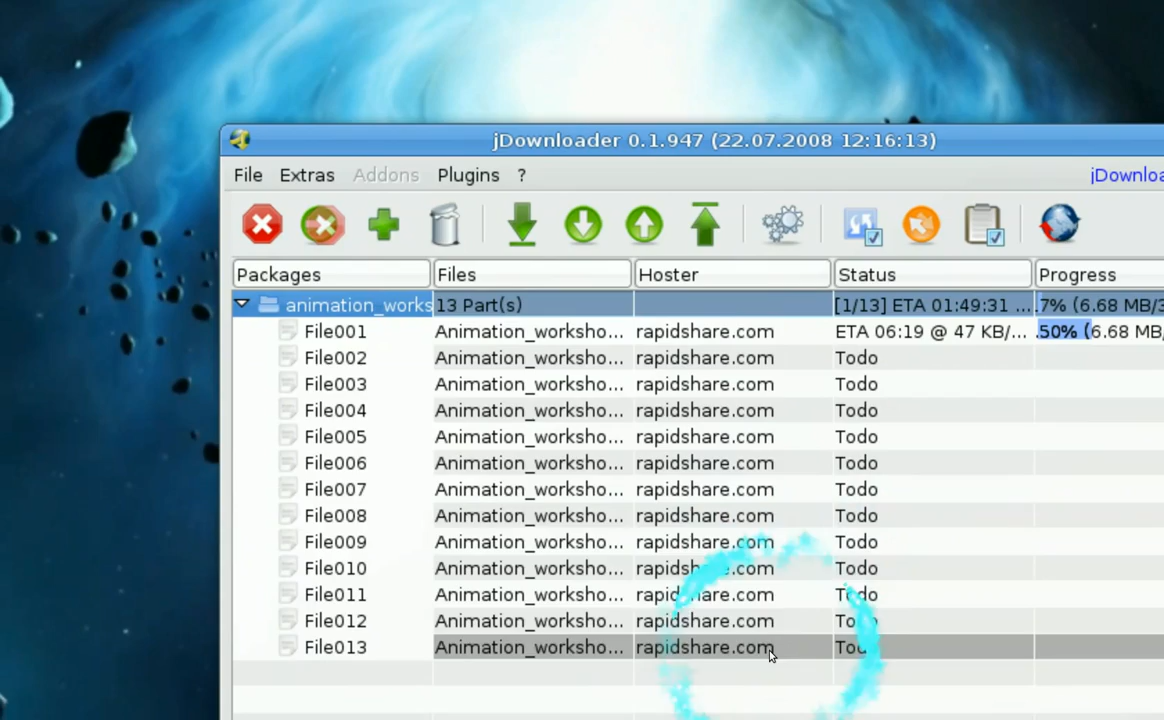 jDownloader 0.1.947 (22.07.2008 12:16:13)
File Extras Addons Plugins ? jDownloa
Packages Files Hoster Status Progress
animation_works 13 Part(s) [1/13] ETA 01:49:31 ... .7% (6.68 MB/3
File001 Animation_worksho... rapidshare.com ETA 06:19 @ 47 KB/... .50% (6.68 MB,
File002 Animation_worksho... rapidshare.com Todo
File003 Animation_worksho... rapidshare.com Todo
File004 Animation_worksho... rapidshare.com Todo
File005 Animation_worksho... rapidshare.com Todo
File006 Animation_worksho... rapidshare.com Todo
File007 Animation_worksho... rapidshare.com Todo
File008 Animation_worksho... rapidshare.com Todo
File009 Animation_worksho... rapidshare.com Todo
File010 Animation_worksho... rapidshare.com Todo
File011 Animation_worksho... rapidshare.com Todo
File012 Animation_worksho... rapidshare.com Todo
File013 Animation_worksho... rapidshare.com Todo